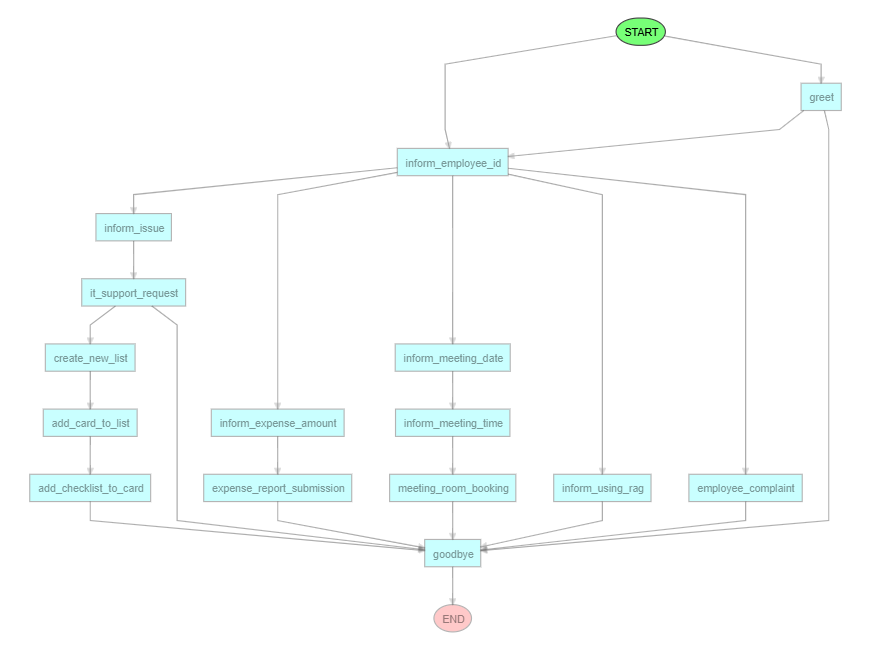 START
greet
inform_employee_id
inform_issue
it_support_request
create_new_list
inform_meeting_date
add_card_to_list
inform_expense_amount
inform_meeting_time
add_checklist_to_card
expense_report_submission
meeting_room_booking
inform_using_rag
employee_complaint
goodbye
END